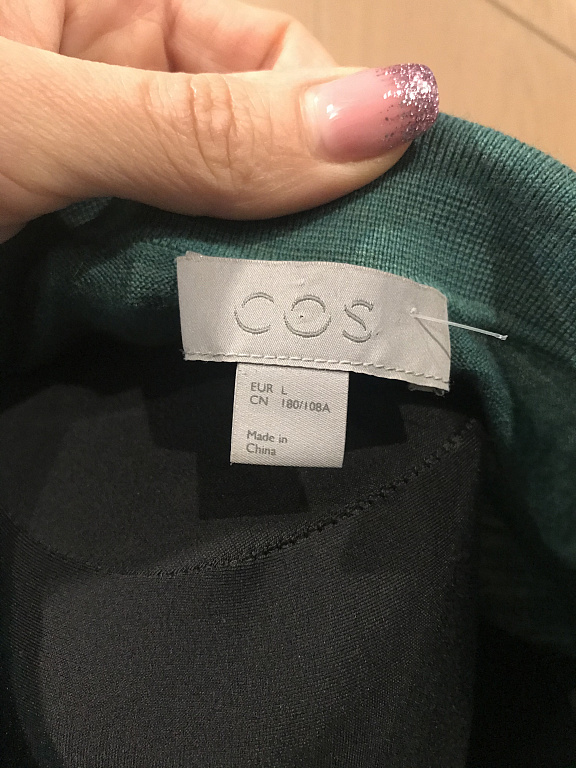 COS
EUR L
CN 180/108A
Made in
China